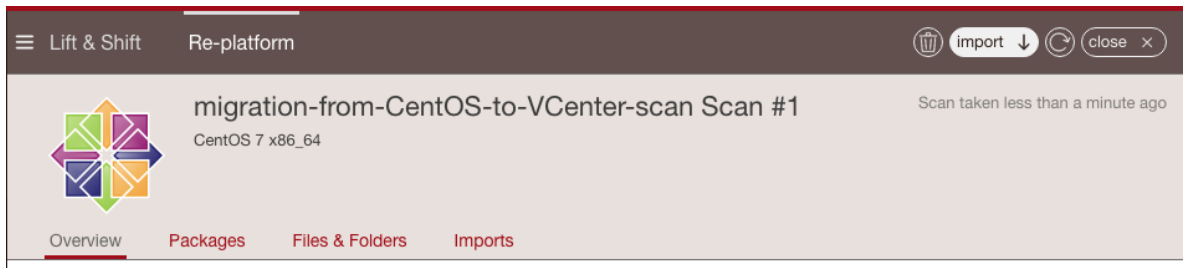 Lift & Shift Re-platform import close
migration-from-CentOS-to-VCenter-scan Scan #1 Scan taken less than a minute ago
CentOS 7 x86_64
Overview Packages Files & Folders Imports